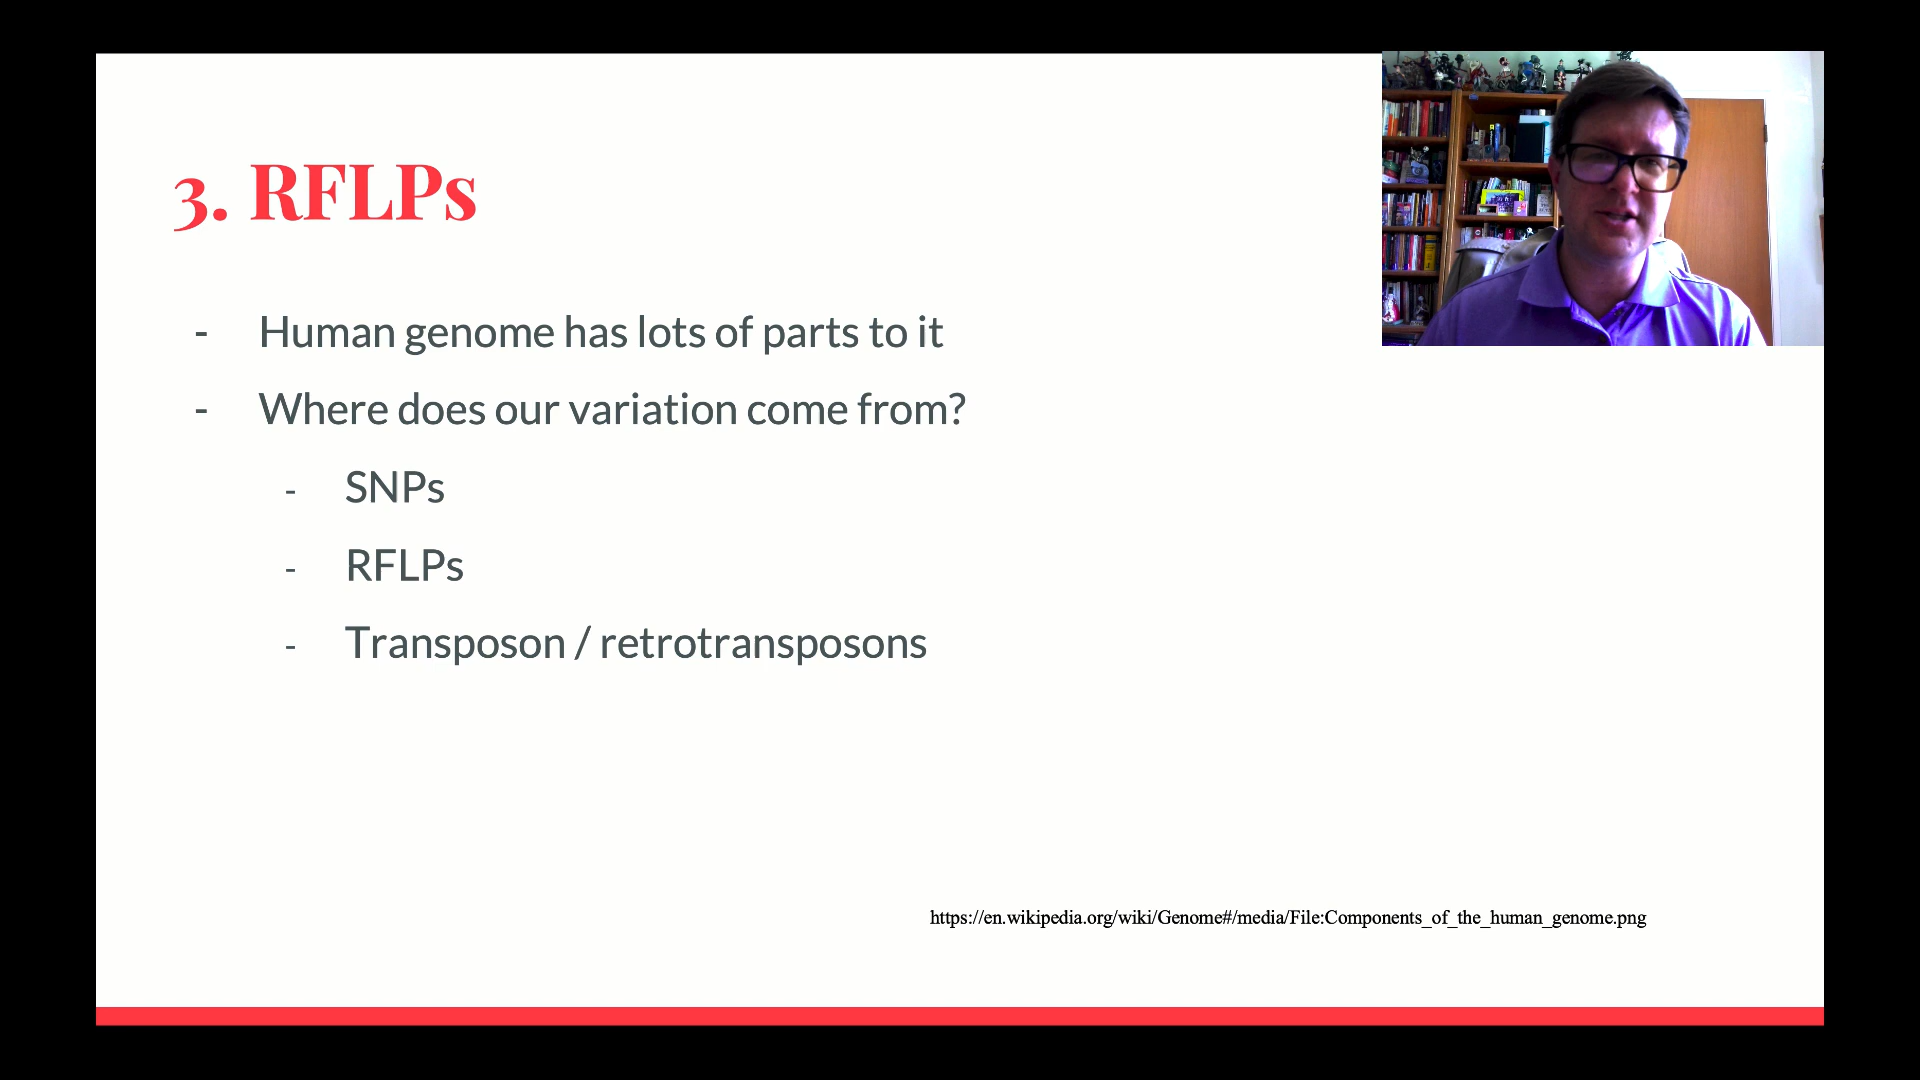 3. RFLPs
- Human genome has lots of parts to it
- Where does our variation come from?
- SNPs
- RFLPs
- Transposon / retrotransposons
https://en.wikipedia.org/wiki/Genome#/media/File:Components_of_the_human_genome.png